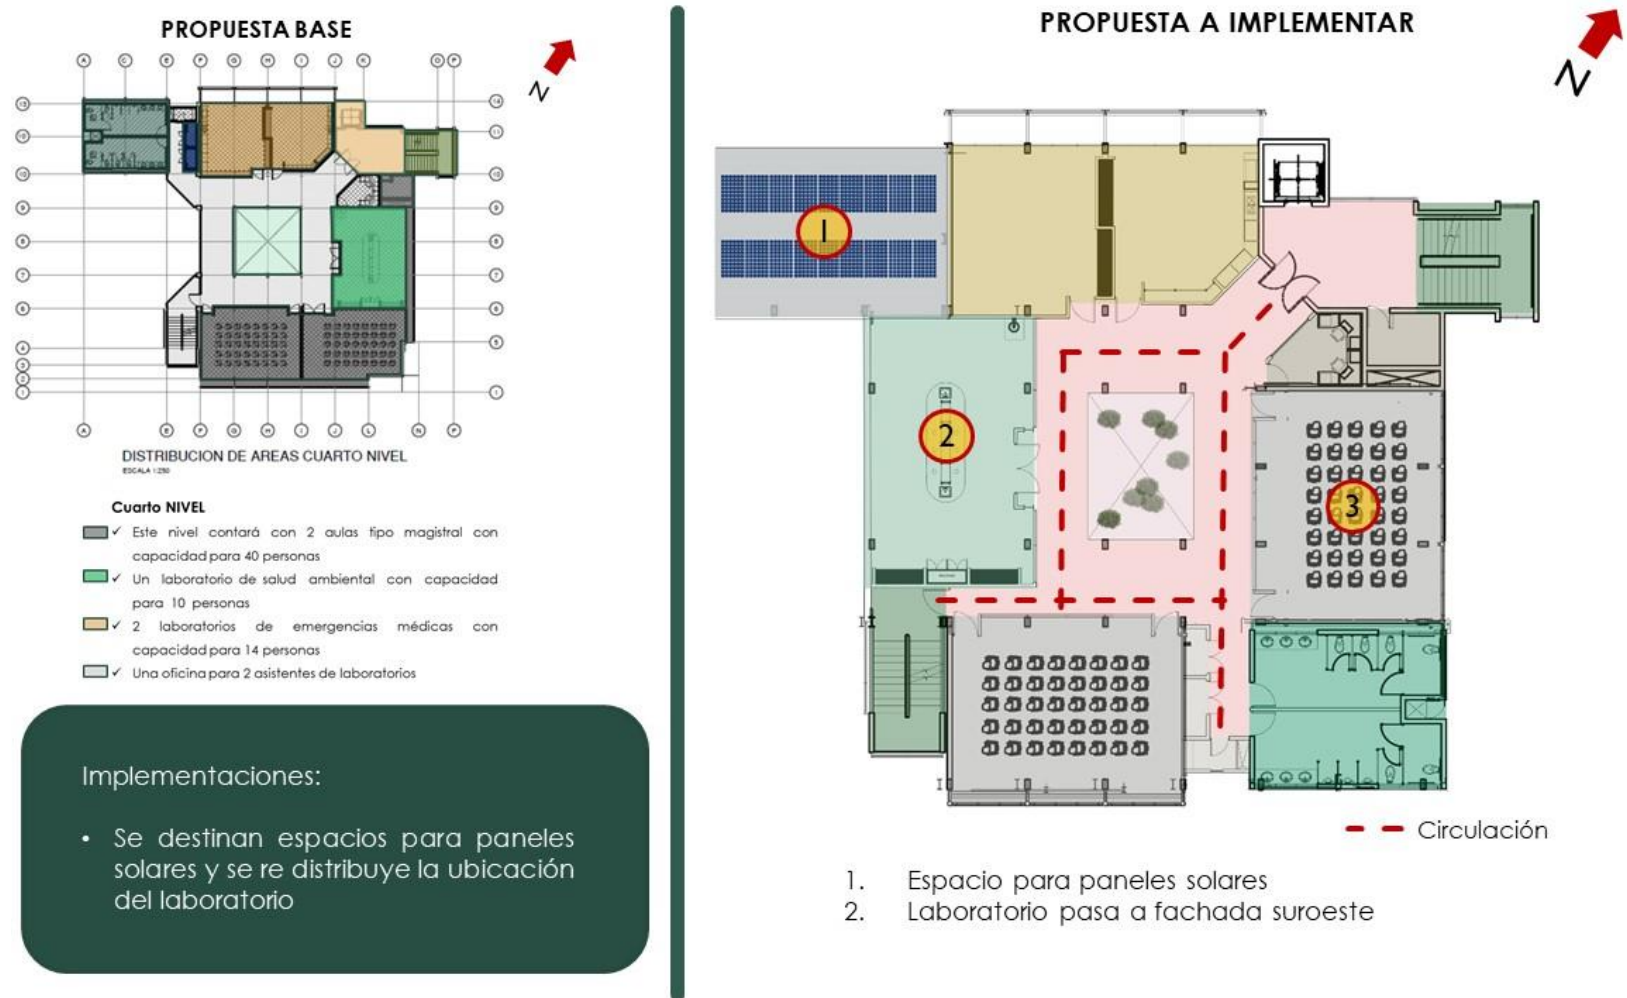 PROPUESTA BASE
N
A C E F G H I J K O P
DISTRIBUCION DE AREAS CUARTO NIVEL
ESCALA 1:250
Cuarto NIVEL
✓ Este nivel contará con 2 aulas tipo magistral con
capacidad para 40 personas
✓ Un laboratorio de salud ambiental con capacidad
para 10 personas
✓ 2 laboratorios de emergencias médicas con
capacidad para 14 personas
✓ Una oficina para 2 asistentes de laboratorios
Implementaciones:
• Se destinan espacios para paneles
solares y se re distribuye la ubicación
del laboratorio
PROPUESTA A IMPLEMENTAR
N
1
2
3
Circulación
1. Espacio para paneles solares
2. Laboratorio pasa a fachada suroeste